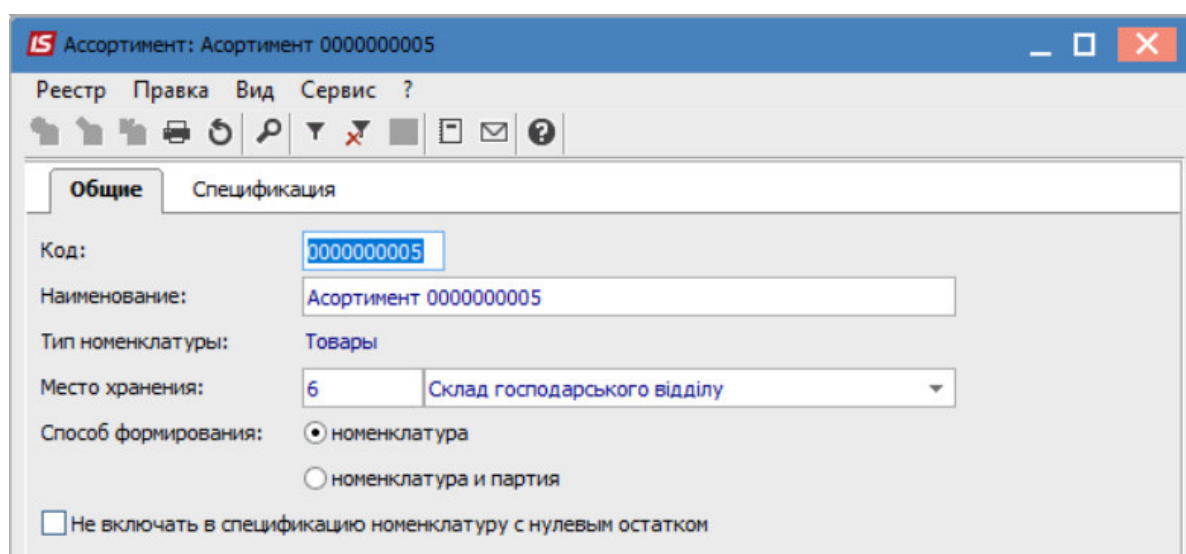 IS Ассортимент: Асортимент 0000000005
Реестр Правка Вид Сервис ?
Общие Спецификация
Код: 0000000005
Наименование: Асортимент 0000000005
Тип номенклатуры: Товары
Место хранения: 6 Склад господарського відділу
Способ формирования: номенклатура
номенклатура и партия
Не включать в спецификацию номенклатуру с нулевым остатком